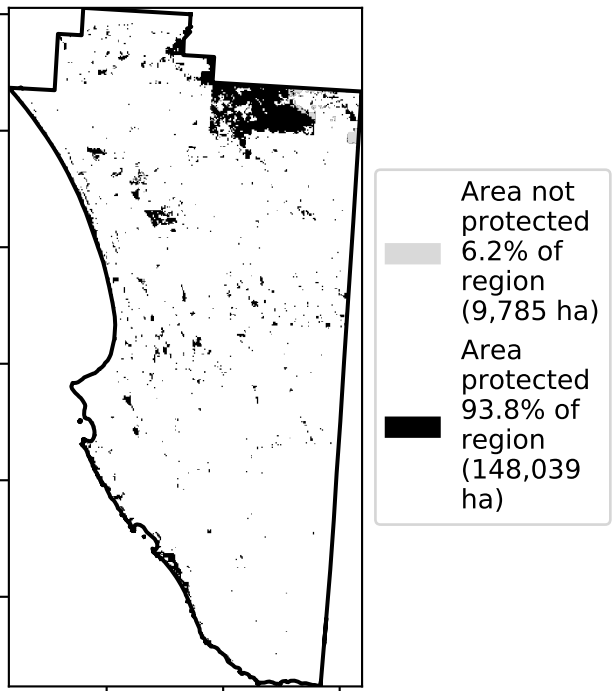 Area not
protected
6.2% of
region
(9,785 ha)
Area
protected
93.8% of
region
(148,039
ha)